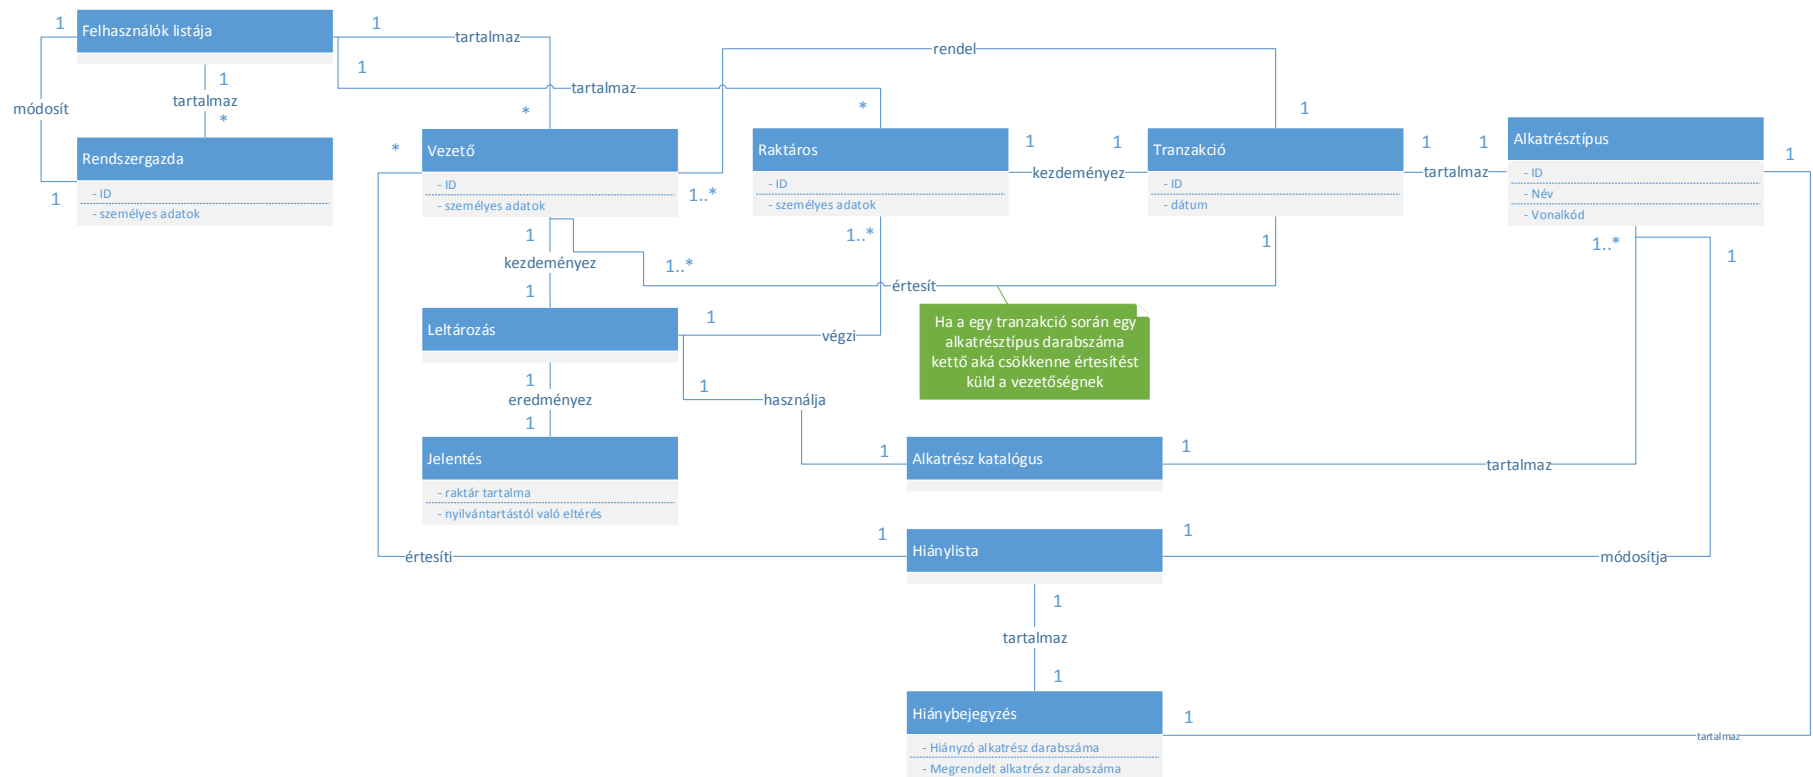 1
Felhasználók listája
1
tartalmaz
rendel
1
1
tartalmaz
módosít
tartalmaz
*
*
*
1
*
Rendszergazda
- ID
- személyes adatok
1
Vezető
- ID
- személyes adatok
1..*
Raktáros
- ID
- személyes adatok
1
kezdeményez
1
Tranzakció
- ID
- dátum
1
tartalmaz
1
Alkatrésztípus
- ID
- Név
- Vonalkód
1
1
kezdeményez
1
1..*
1..*
1
1..*
1
értesít
Ha a egy tranzakció során egy
alkatrésztípus darabszáma
kettő aká csökkenne értesítést
küld a vezetőségnek
Leltározás
1
végzi
1
eredményez
1
1
használja
1
Jelentés
- raktár tartalma
- nyilvántartástól való eltérés
Alkatrész katalógus
1
tartalmaz
értesíti
1
Hiánylista
1
módosítja
1
tartalmaz
1
Hiánybejegyzés
- Hiányzó alkatrész darabszáma
- Megrendelt alkatrész darabszáma
1
tartalmaz